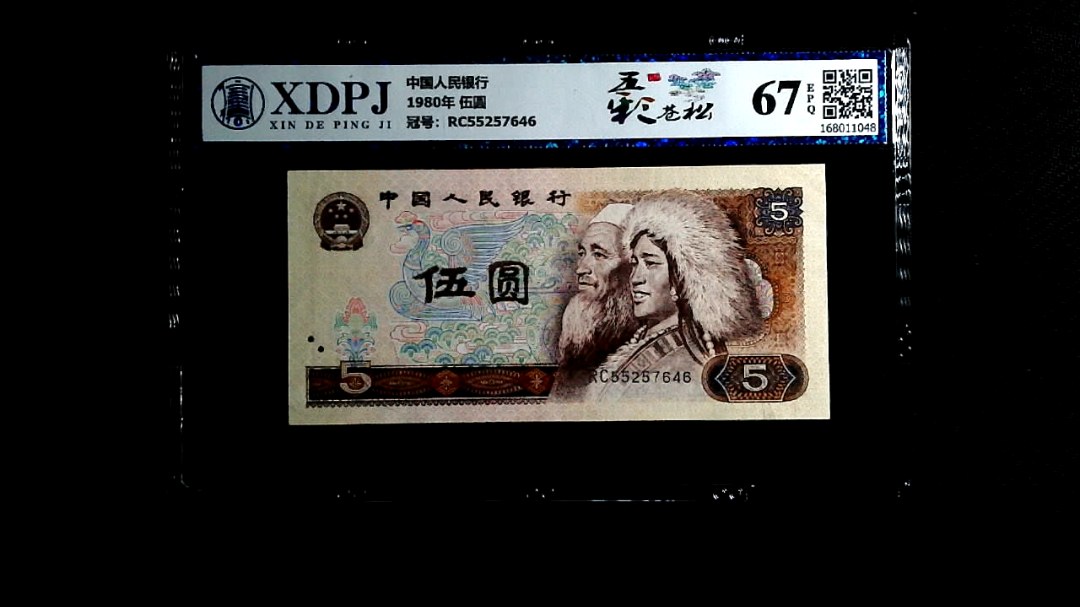 XDPJ
XIN DE PING JI
中国人民银行
1980年 伍圆
冠号：RC55257646
五彩苍松
67 EPQ
168011048
中国人民银行
5
伍圆
5
RC55257646
5